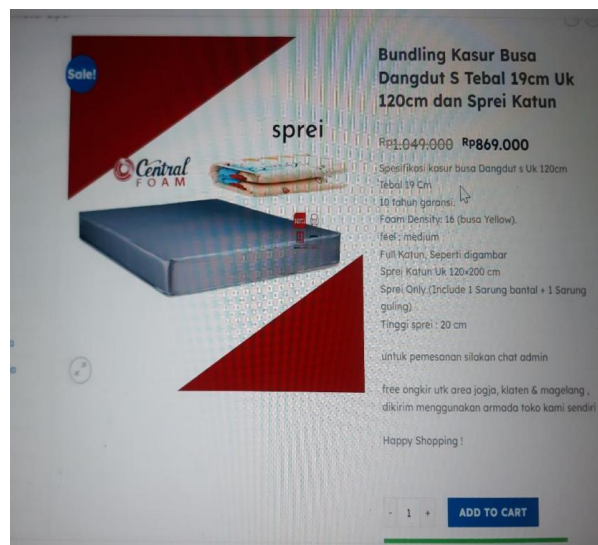 Sale!
sprei
Central
FOAM
Bundling Kasur Busa
Dangdut S Tebal 19cm Uk
120cm dan Sprei Katun
Rp1.049.000 Rp869.000
Spesifikasi kasur busa Dangdut s Uk 120cm
Tebal 19 Cm
10 tahun garansi.
Foam Density: 16 (busa Yellow).
feel : medium
Full Katun, Seperti digambar
Sprei Katun Uk 120×200 cm
Sprei Only (Include 1 Sarung bantal + 1 Sarung
guling)
Tinggi sprei : 20 cm
untuk pemesanan silakan chat admin
free ongkir utk area jogja, klaten & magelang ,
dikirim menggunakan armada toko kami sendiri
Happy Shopping !
- 1 +
ADD TO CART